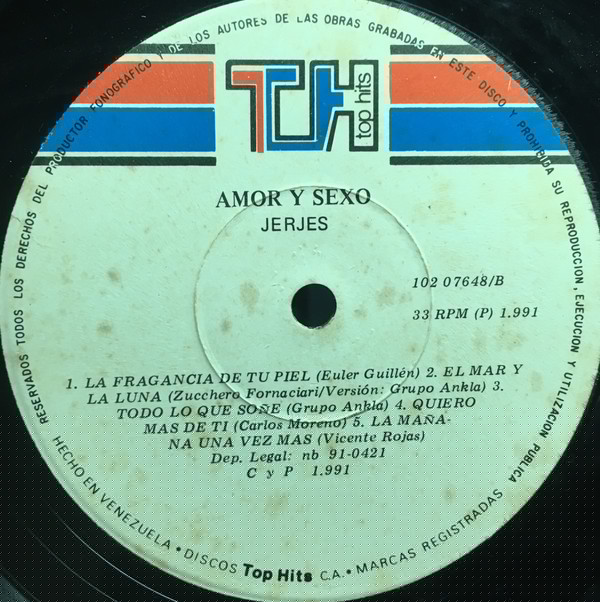 RESERVADOS TODOS LOS DERECHOS DEL PRODUCTOR FONOGRAFICO Y DE LOS AUTORES DE LAS OBRAS GRABADAS EN ESTE DISCO Y PROHIBIDA SU REPRODUCCION, EJECUCION Y UTILIZACION PUBLICA
TH top hits
AMOR Y SEXO
JERJES
102 07648/B
33 RPM (P) 1.991
1. LA FRAGANCIA DE TU PIEL (Euler Guillén) 2. EL MAR Y
LA LUNA (Zucchero Fornaciari/Versión: Grupo Ankla) 3.
TODO LO QUE SOÑE (Grupo Ankla) 4. QUIERO
MAS DE TI (Carlos Moreno) 5. LA MAÑA-
NA UNA VEZ MAS (Vicente Rojas)
Dep. Legal: nb 91-0421
C y P 1.991
HECHO EN VENEZUELA • DISCOS Top Hits C.A. • MARCAS REGISTRADAS